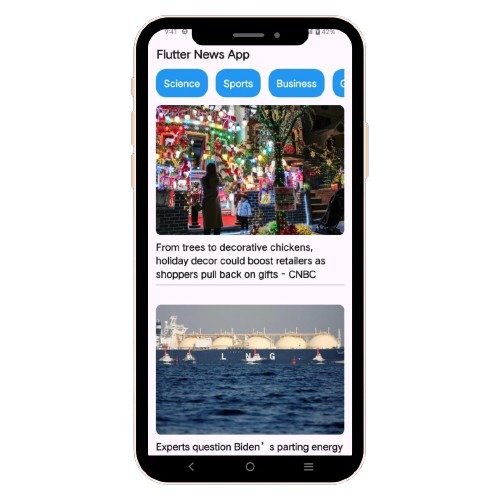 9:41
42%
Flutter News App
Science Sports Business
From trees to decorative chickens,
holiday decor could boost retailers as
shoppers pull back on gifts - CNBC
L N G
Experts question Biden's parting energy